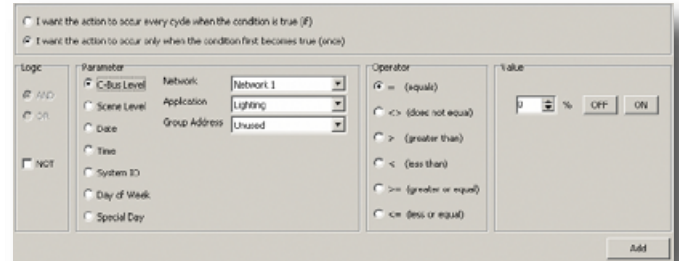 I want the action to occur every cycle when the condition is true (if)
I want the action to occur only when the condition first becomes true (once)
Logic
AND
OR
NOT
Parameter
C-Bus Level
Scene Level
Date
Time
System IO
Day of Week
Special Day
Network
Network 1
Application
Lighting
Group Address
Unused
Operator
= (equals)
<> (does not equal)
> (greater than)
< (less than)
>= (greater or equal)
<= (less or equal)
Value
0 % OFF ON
Add